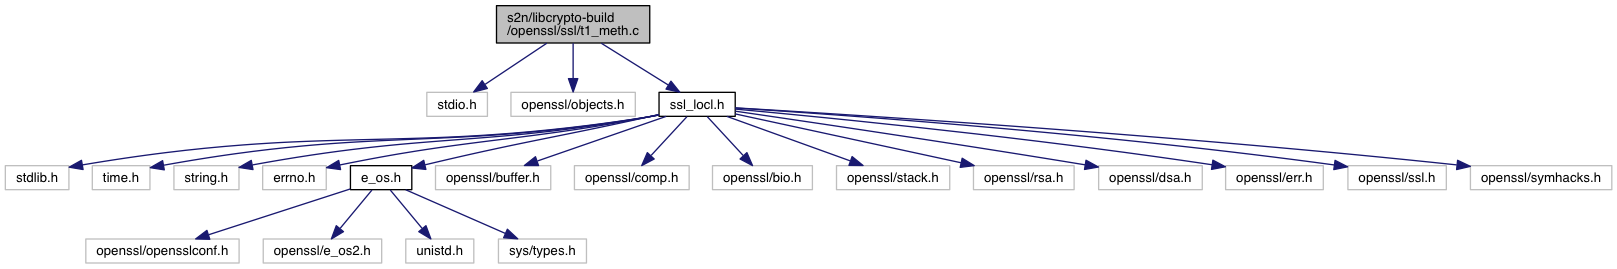 s2n/libcrypto-build
/openssl/ssl/t1_meth.c
stdio.h
openssl/objects.h
ssl_locl.h
stdlib.h
time.h
string.h
errno.h
e_os.h
openssl/buffer.h
openssl/comp.h
openssl/bio.h
openssl/stack.h
openssl/rsa.h
openssl/dsa.h
openssl/err.h
openssl/ssl.h
openssl/symhacks.h
openssl/opensslconf.h
openssl/e_os2.h
unistd.h
sys/types.h